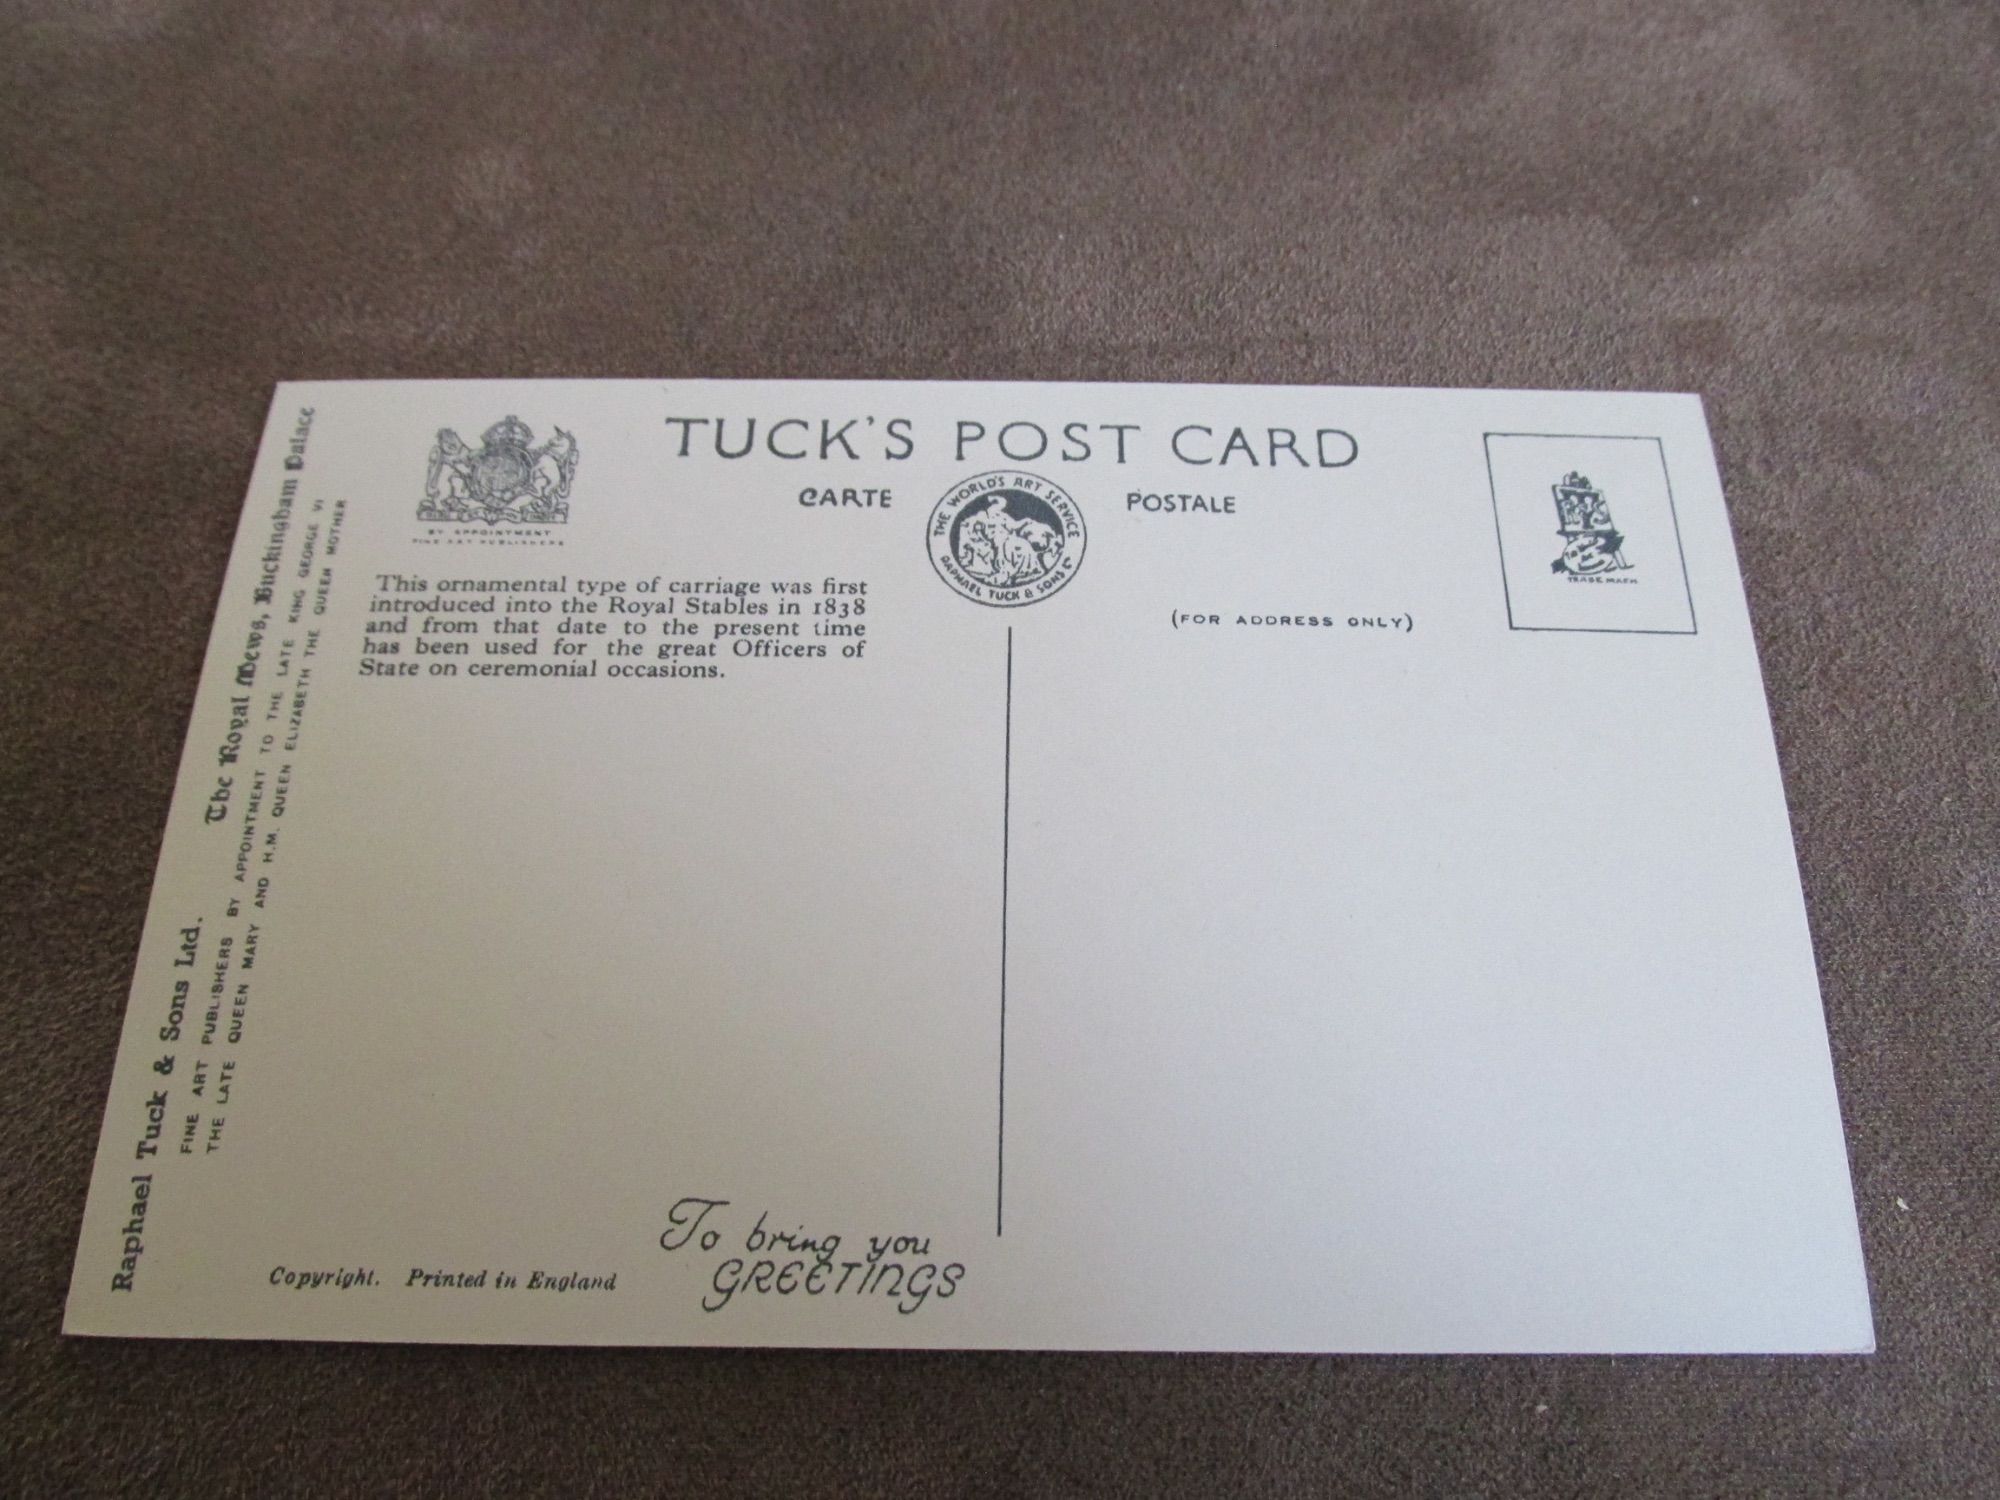 TUCK'S POST CARD
CARTE POSTALE
THE WORLD'S ART SERVICE
RAPHAEL TUCK & SONS LD
BY APPOINTMENT
FINE ART PUBLISHERS
TRADE MARK
(FOR ADDRESS ONLY)
This ornamental type of carriage was first
introduced into the Royal Stables in 1838
and from that date to the present time
has been used for the great Officers of
State on ceremonial occasions.
Raphael Tuck & Sons Ltd. The Royal Mews, Buckingham Palace
FINE ART PUBLISHERS BY APPOINTMENT TO THE LATE KING GEORGE VI
THE LATE QUEEN MARY AND H.M. QUEEN ELIZABETH THE QUEEN MOTHER
Copyright. Printed in England
To bring you
GREETINGS